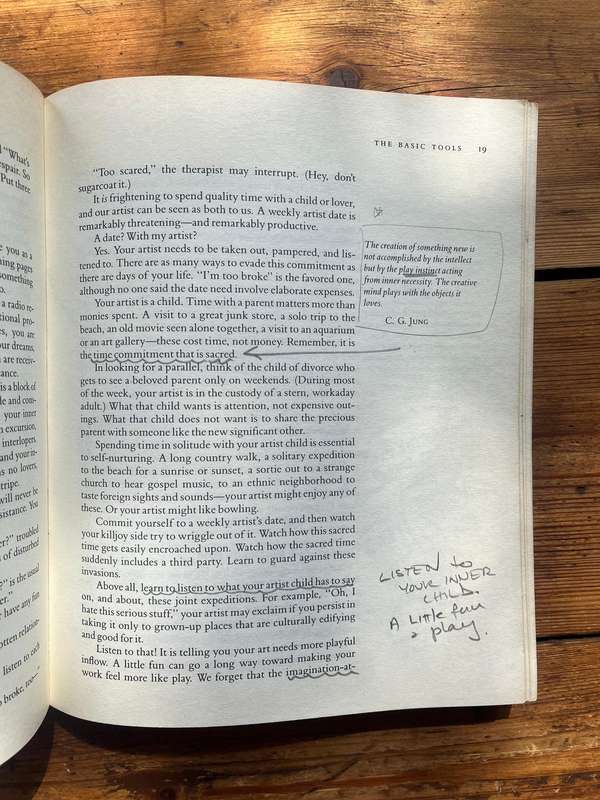 THE BASIC TOOLS 19
"Too scared," the therapist may interrupt. (Hey, don't
sugarcoat it.)
It is frightening to spend quality time with a child or lover,
and our artist can be seen as both to us. A weekly artist date is
remarkably threatening—and remarkably productive.
A date? With my artist?
Yes. Your artist needs to be taken out, pampered, and lis-
tened to. There are as many ways to evade this commitment as
there are days of your life. "I'm too broke" is the favored one,
although no one said the date need involve elaborate expenses.
Your artist is a child. Time with a parent matters more than
monies spent. A visit to a great junk store, a solo trip to the
beach, an old movie seen alone together, a visit to an aquarium
or an art gallery—these cost time, not money. Remember, it is
the time commitment that is sacred.
In looking for a parallel, think of the child of divorce who
gets to see a beloved parent only on weekends. (During most
of the week, your artist is in the custody of a stern, workaday
adult.) What that child wants is attention, not expensive out-
ings. What that child does not want is to share the precious
parent with someone like the new significant other.
Spending time in solitude with your artist child is essential
to self-nurturing. A long country walk, a solitary expedition
to the beach for a sunrise or sunset, a sortie out to a strange
church to hear gospel music, to an ethnic neighborhood to
taste foreign sights and sounds—your artist might enjoy any of
these. Or your artist might like bowling.
Commit yourself to a weekly artist's date, and then watch
your killjoy side try to wriggle out of it. Watch how this sacred
time gets easily encroached upon. Watch how the sacred time
suddenly includes a third party. Learn to guard against these
invasions.
Above all, learn to listen to what your artist child has to say
on, and about, these joint expeditions. For example, "Oh, I
hate this serious stuff," your artist may exclaim if you persist in
taking it only to grown-up places that are culturally edifying
and good for it.
Listen to that! It is telling you your art needs more playful
inflow. A little fun can go a long way toward making your
work feel more like play. We forget that the imagination-at-
The creation of something new is
not accomplished by the intellect
but by the play instinct acting
from inner necessity. The creative
mind plays with the objects it
loves.
C. G. JUNG
LISTEN to
YOUR INNER
CHILD.
A little fun
& play.